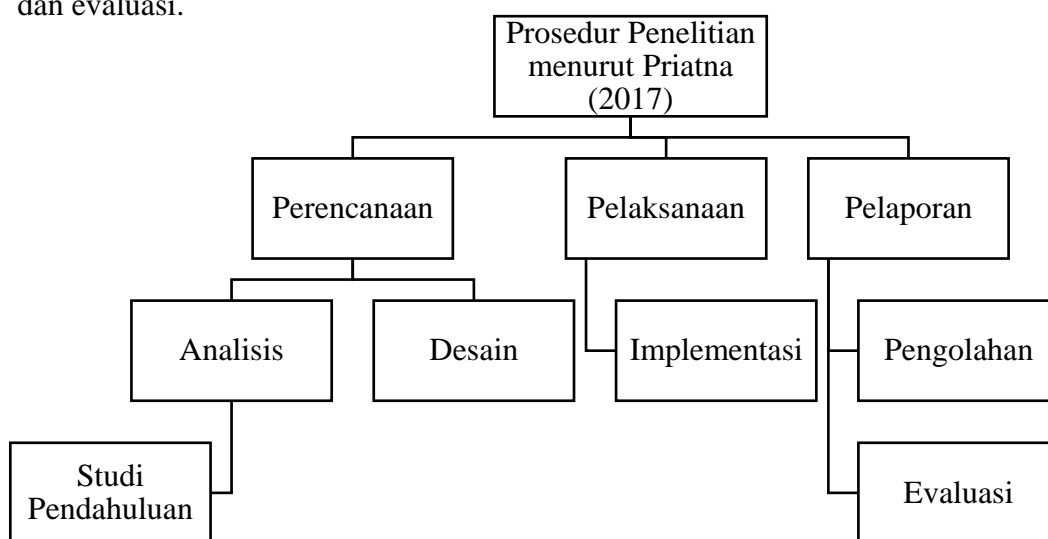 dan evaluasi.
Prosedur Penelitian
menurut Priatna
(2017)
Perencanaan
Pelaksanaan
Pelaporan
Analisis
Desain
Implementasi
Pengolahan
Studi
Pendahuluan
Evaluasi